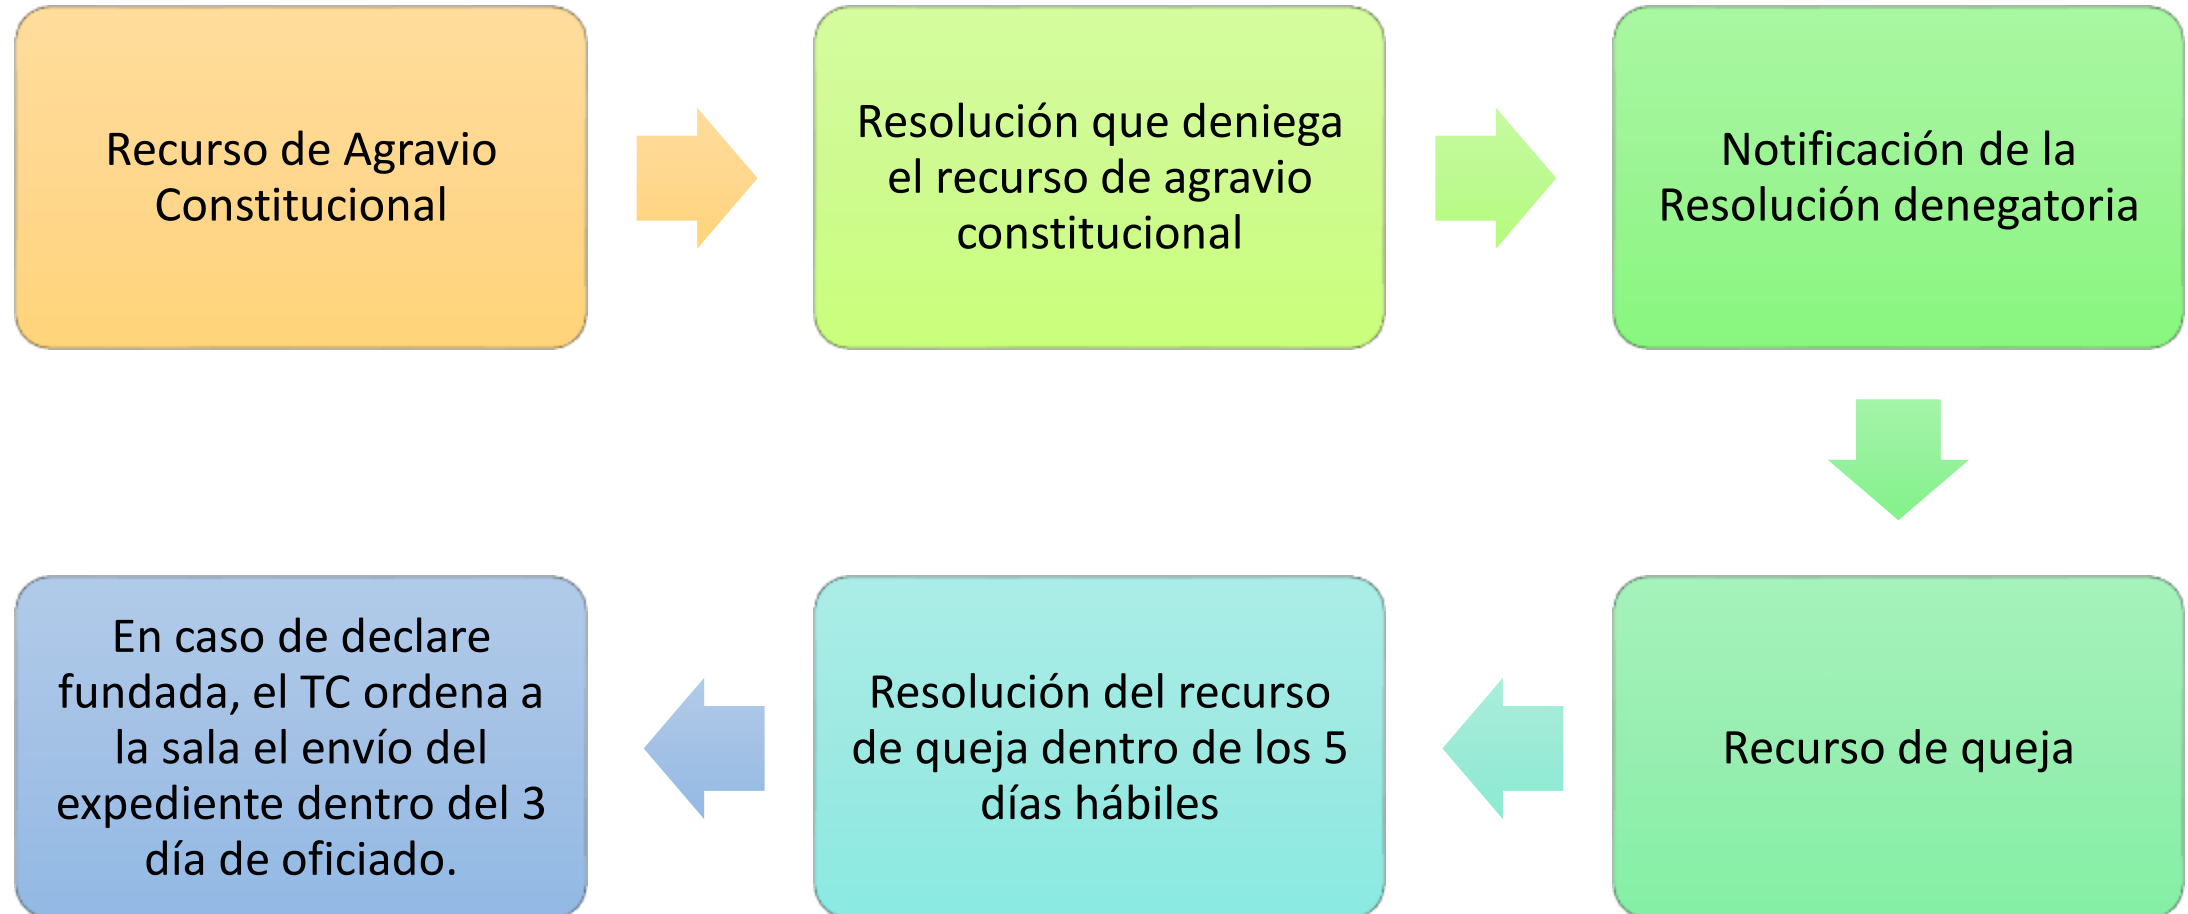 Recurso de Agravio
Constitucional
Resolución que deniega
el recurso de agravio
constitucional
Notificación de la
Resolución denegatoria
Recurso de queja
Resolución del recurso
de queja dentro de los 5
días hábiles
En caso de declare
fundada, el TC ordena a
la sala el envío del
expediente dentro del 3
día de oficiado.